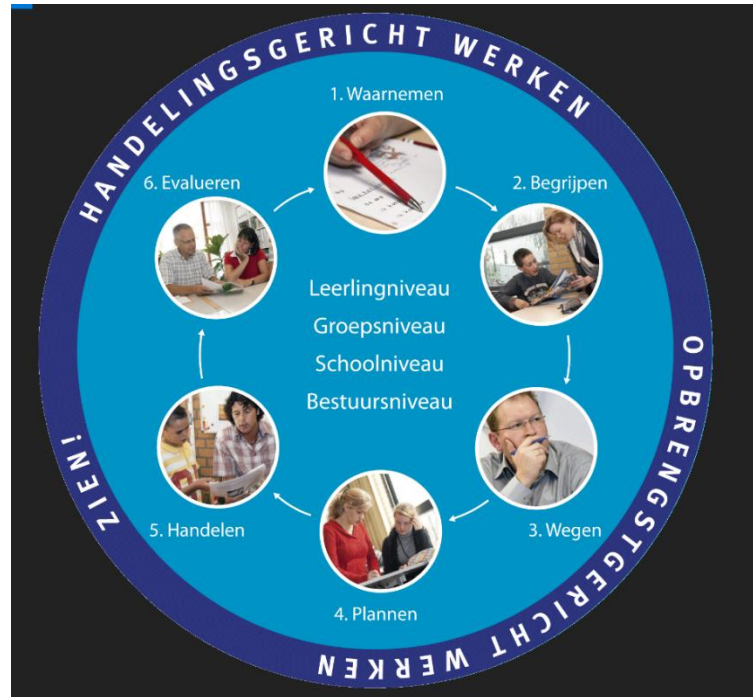 HANDELINGSGERICHT WERKEN
OPBRENGSTGERICHT WERKEN
ZIEN!
1. Waarnemen
2. Begrijpen
3. Wegen
4. Plannen
5. Handelen
6. Evalueren
Leerlingniveau
Groepsniveau
Schoolniveau
Bestuursniveau